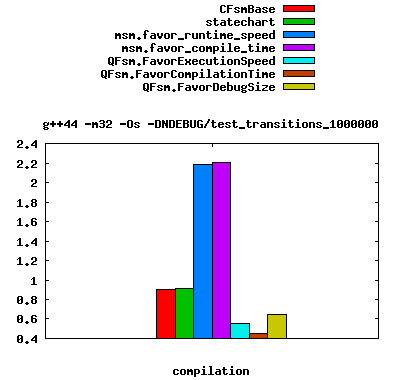 CFsmBase
statechart
msm.favor_runtime_speed
msm.favor_compile_time
QFsm.FavorExecutionSpeed
QFsm.FavorCompilationTime
QFsm.FavorDebugSize
g++44 -m32 -Os -DNDEBUG/test_transitions_1000000
2.4
2.2
2
1.8
1.6
1.4
1.2
1
0.8
0.6
0.4
compilation